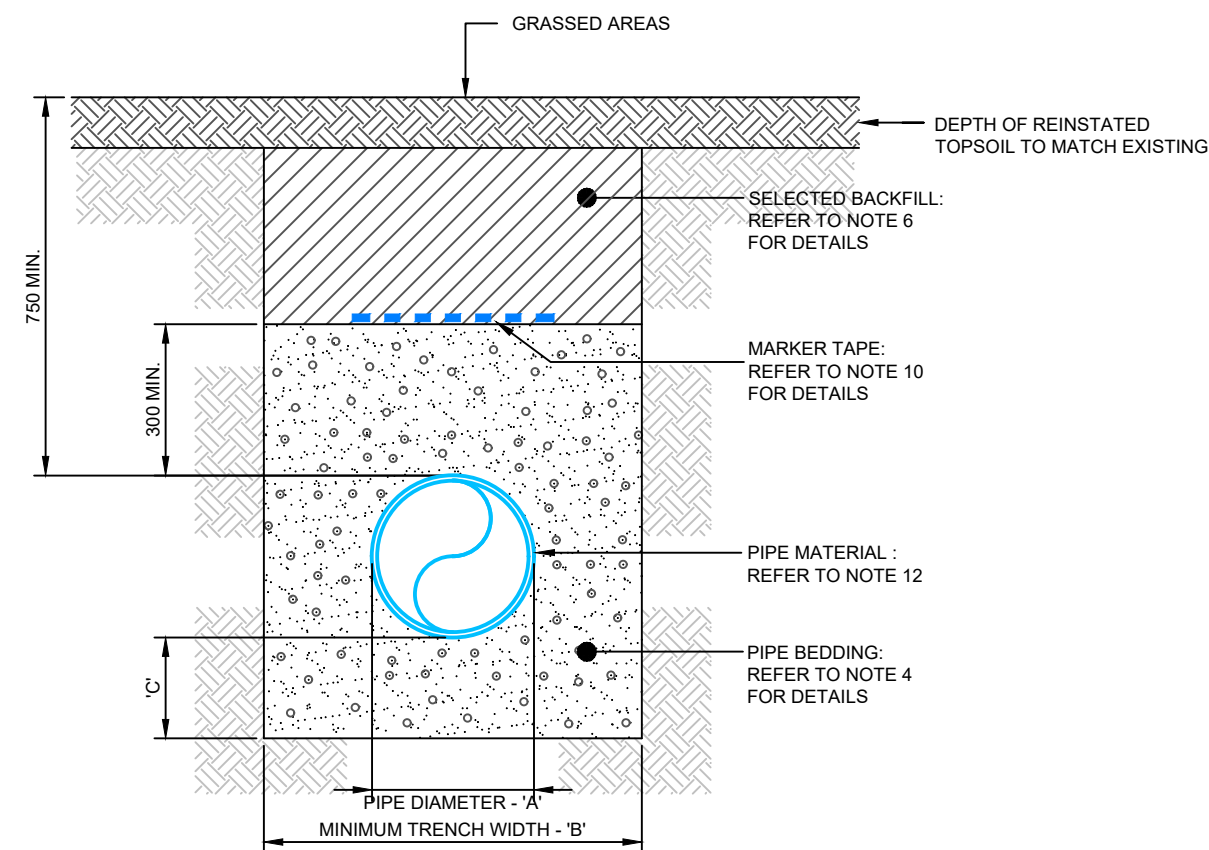 GRASSED AREAS
DEPTH OF REINSTATED
TOPSOIL TO MATCH EXISTING
SELECTED BACKFILL:
REFER TO NOTE 6
FOR DETAILS
750 MIN.
300 MIN.
MARKER TAPE:
REFER TO NOTE 10
FOR DETAILS
PIPE MATERIAL :
REFER TO NOTE 12
PIPE BEDDING:
REFER TO NOTE 4
FOR DETAILS
'C'
PIPE DIAMETER - 'A'
MINIMUM TRENCH WIDTH - 'B'